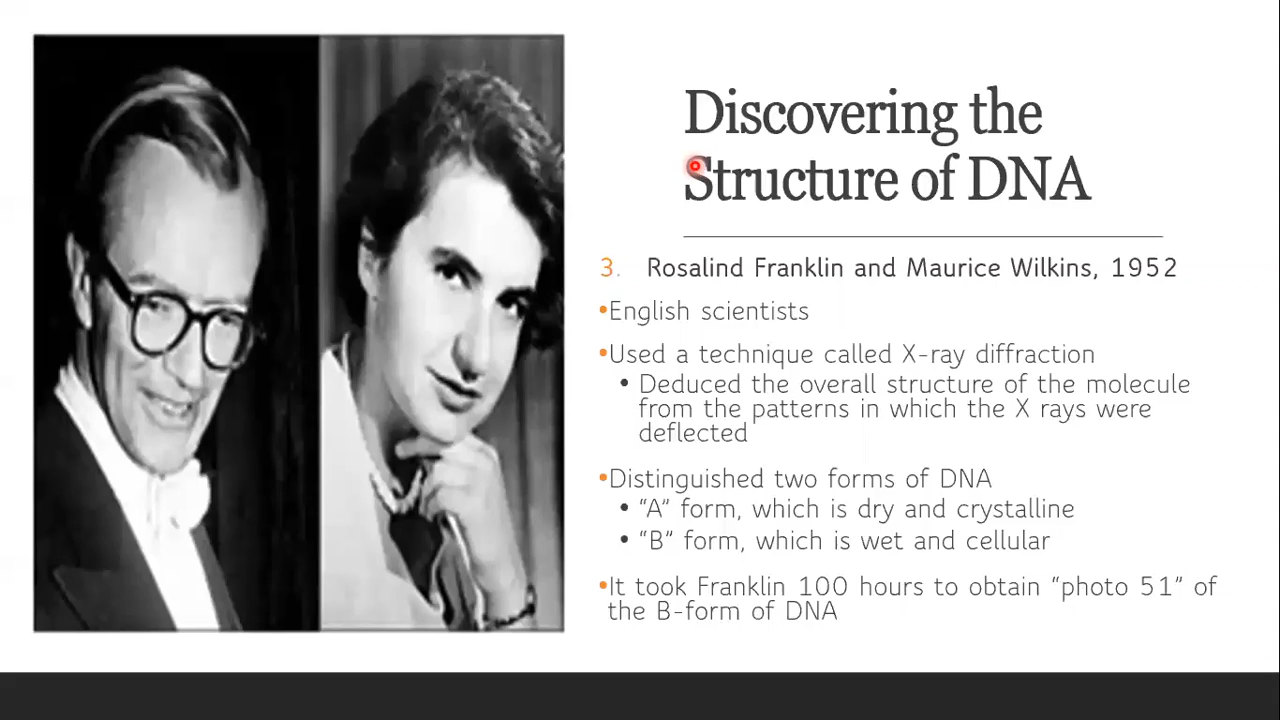 Discovering the
Structure of DNA
3. Rosalind Franklin and Maurice Wilkins, 1952
•English scientists
•Used a technique called X-ray diffraction
• Deduced the overall structure of the molecule
from the patterns in which the X rays were
deflected
•Distinguished two forms of DNA
• “A” form, which is dry and crystalline
• “B” form, which is wet and cellular
•It took Franklin 100 hours to obtain “photo 51” of
the B-form of DNA